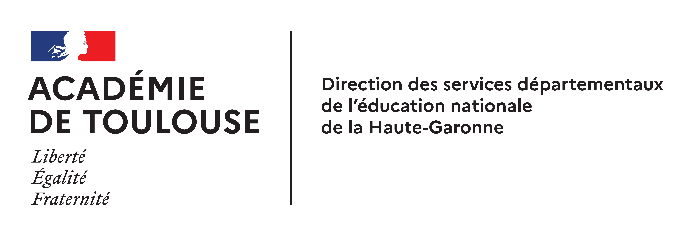 ACADÉMIE
DE TOULOUSE
Liberté
Égalité
Fraternité
Direction des services départementaux
de l'éducation nationale
de la Haute-Garonne